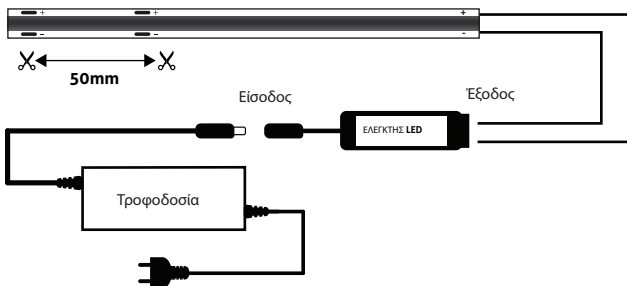 + + +
- - -
50mm
Είσοδος
Έξοδος
ΕΛΕΓΚΤΗΣ LED
Τροφοδοσία